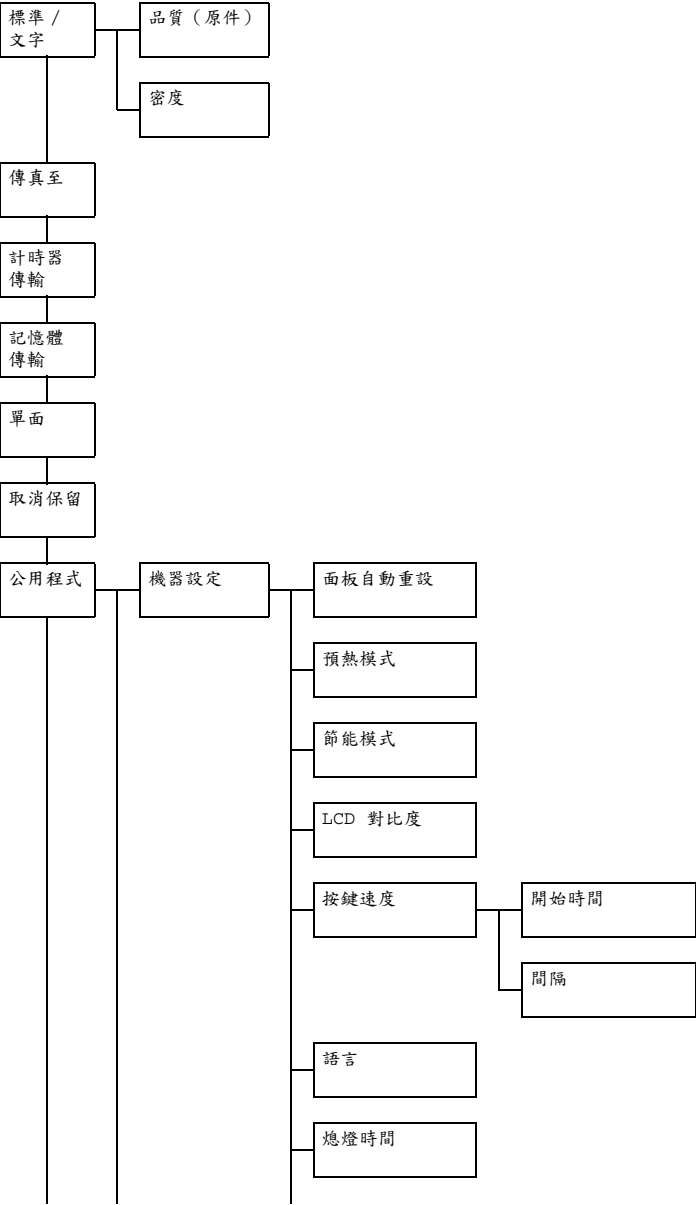 標準 /
文字
品質（原件）
密度
傳真至
計時器
傳輸
記憶體
傳輸
單面
取消保留
公用程式
機器設定
面板自動重設
預熱模式
節能模式
LCD 對比度
按鍵速度
開始時間
間隔
語言
熄燈時間